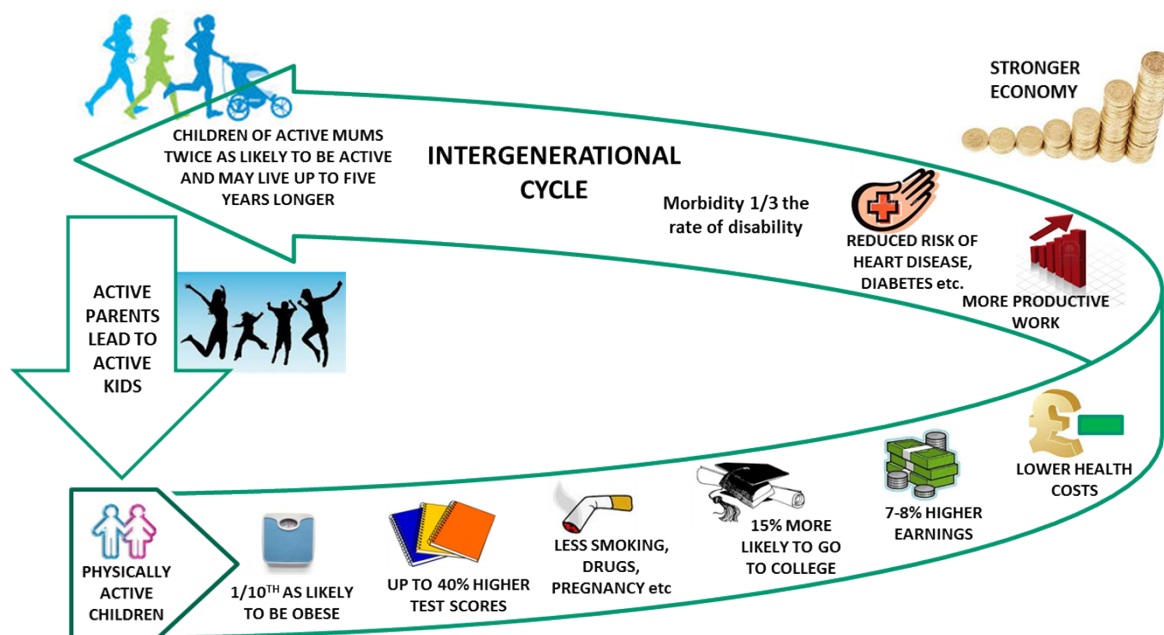 STRONGER
ECONOMY
CHILDREN OF ACTIVE MUMS
TWICE AS LIKELY TO BE ACTIVE
AND MAY LIVE UP TO FIVE
YEARS LONGER
INTERGENERATIONAL
CYCLE
Morbidity 1/3 the
rate of disability
REDUCED RISK OF
HEART DISEASE,
DIABETES etc.
MORE PRODUCTIVE
WORK
ACTIVE
PARENTS
LEAD TO
ACTIVE
KIDS
£
LOWER HEALTH
COSTS
7-8% HIGHER
EARNINGS
15% MORE
LIKELY TO GO
TO COLLEGE
LESS SMOKING,
DRUGS,
PREGNANCY etc
UP TO 40% HIGHER
TEST SCORES
1/10TH AS LIKELY
TO BE OBESE
PHYSICALLY
ACTIVE
CHILDREN